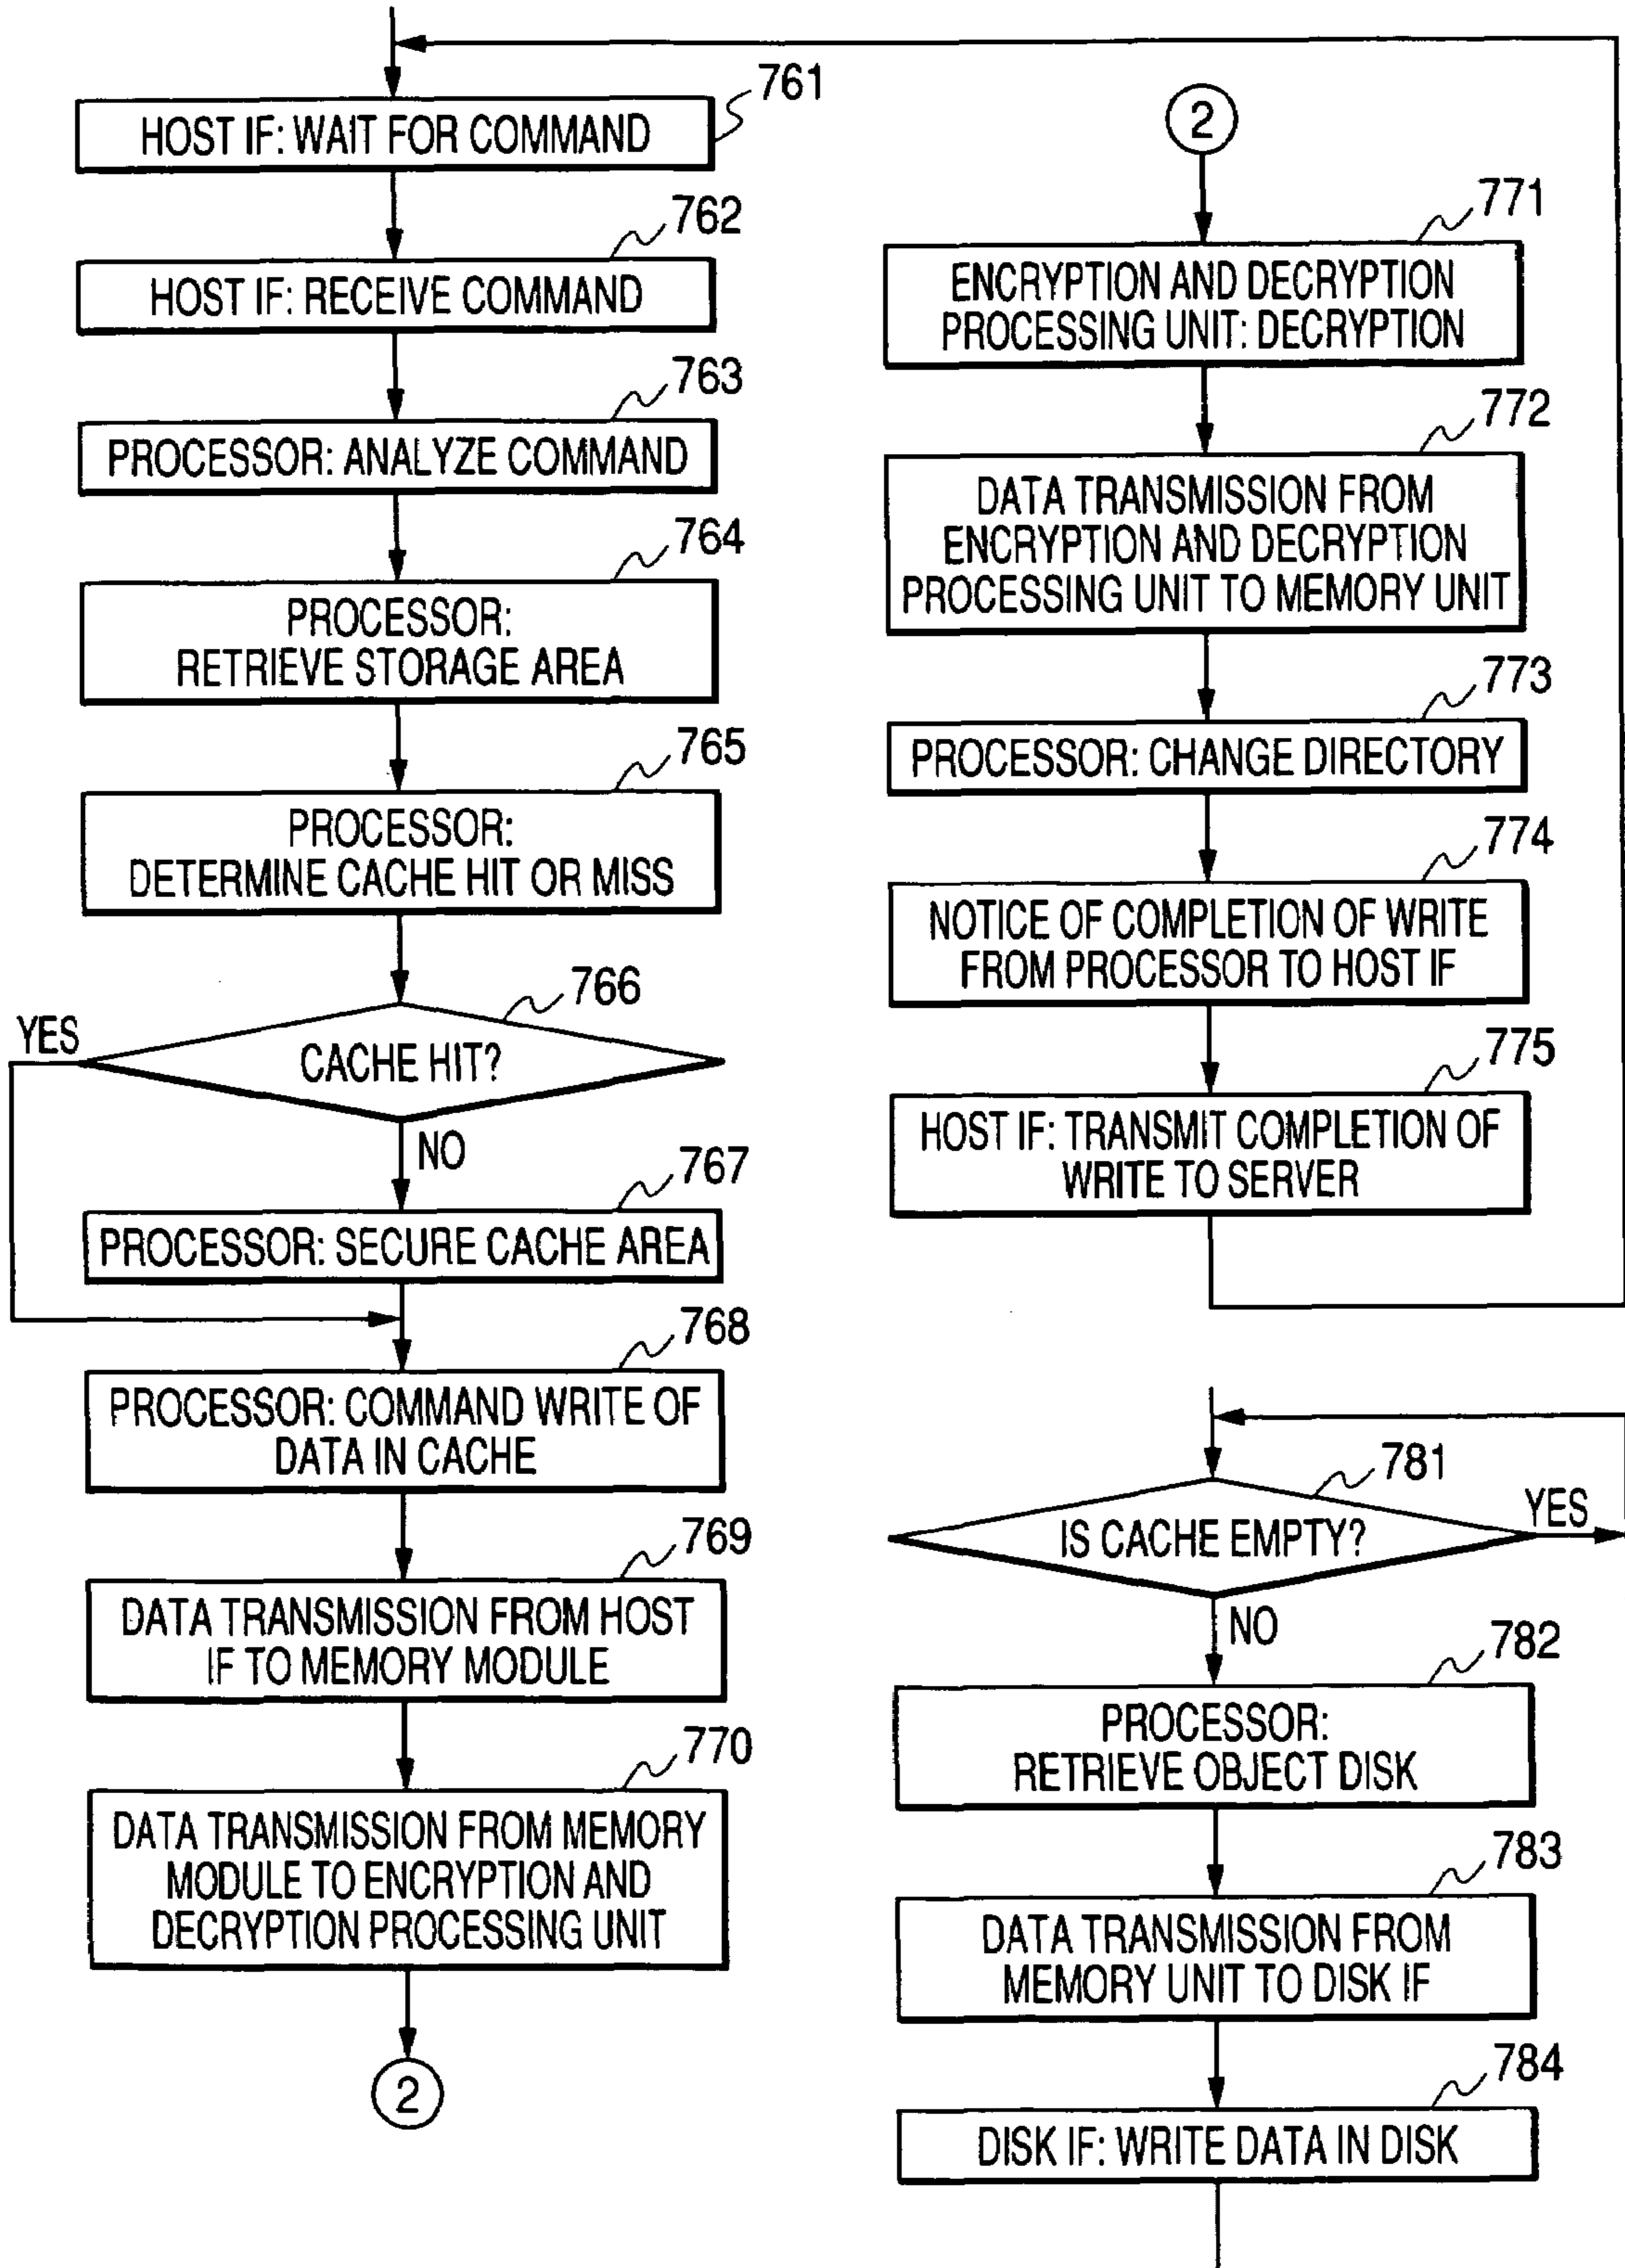 761
HOST IF: WAIT FOR COMMAND
762
HOST IF: RECEIVE COMMAND
763
PROCESSOR: ANALYZE COMMAND
764
PROCESSOR:
RETRIEVE STORAGE AREA
765
PROCESSOR:
DETERMINE CACHE HIT OR MISS
766
YES
CACHE HIT?
NO
767
PROCESSOR: SECURE CACHE AREA
768
PROCESSOR: COMMAND WRITE OF
DATA IN CACHE
769
DATA TRANSMISSION FROM HOST
IF TO MEMORY MODULE
770
DATA TRANSMISSION FROM MEMORY
MODULE TO ENCRYPTION AND
DECRYPTION PROCESSING UNIT
2
2
771
ENCRYPTION AND DECRYPTION
PROCESSING UNIT: DECRYPTION
772
DATA TRANSMISSION FROM
ENCRYPTION AND DECRYPTION
PROCESSING UNIT TO MEMORY UNIT
773
PROCESSOR: CHANGE DIRECTORY
774
NOTICE OF COMPLETION OF WRITE
FROM PROCESSOR TO HOST IF
775
HOST IF: TRANSMIT COMPLETION OF
WRITE TO SERVER
781
IS CACHE EMPTY?
YES
NO
782
PROCESSOR:
RETRIEVE OBJECT DISK
783
DATA TRANSMISSION FROM
MEMORY UNIT TO DISK IF
784
DISK IF: WRITE DATA IN DISK